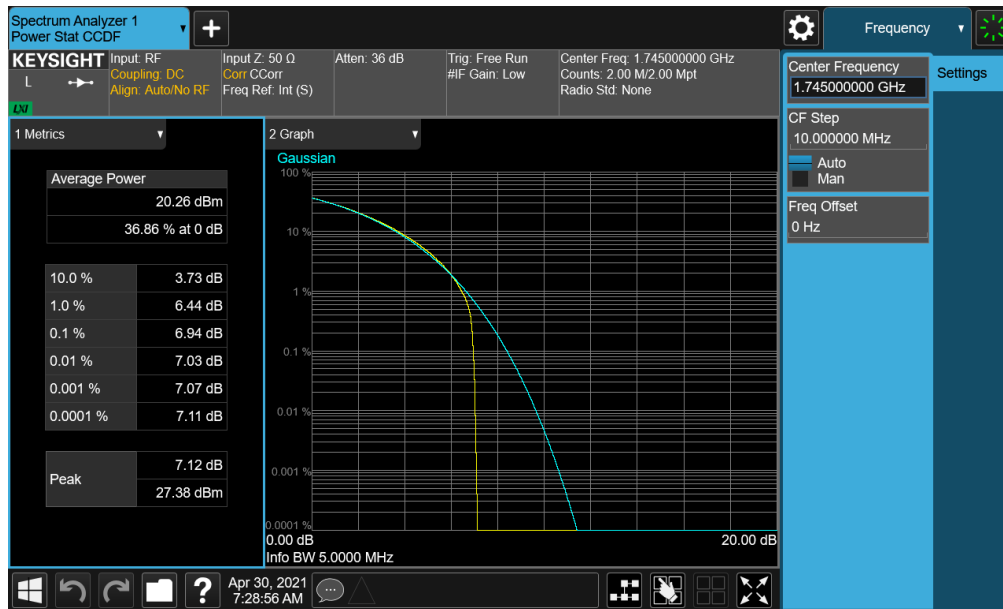 Spectrum Analyzer 1
Power Stat CCDF
+
Frequency
KEYSIGHT
L
LXI
Input: RF
Coupling: DC
Align: Auto/No RF
Input Z: 50 Ω
Corr CCorr
Freq Ref: Int (S)
Atten: 36 dB
Trig: Free Run
#IF Gain: Low
Center Freq: 1.745000000 GHz
Counts: 2.00 M/2.00 Mpt
Radio Std: None
Center Frequency
1.745000000 GHz
Settings
CF Step
10.000000 MHz
Auto
Man
Freq Offset
0 Hz
1 Metrics
Average Power
20.26 dBm
36.86 % at 0 dB
10.0 % 3.73 dB
1.0 % 6.44 dB
0.1 % 6.94 dB
0.01 % 7.03 dB
0.001 % 7.07 dB
0.0001 % 7.11 dB
Peak
7.12 dB
27.38 dBm
2 Graph
Gaussian
100 %
10 %
1 %
0.1 %
0.01 %
0.001 %
0.0001 %
0.00 dB
20.00 dB
Info BW 5.0000 MHz
?
Apr 30, 2021
7:28:56 AM